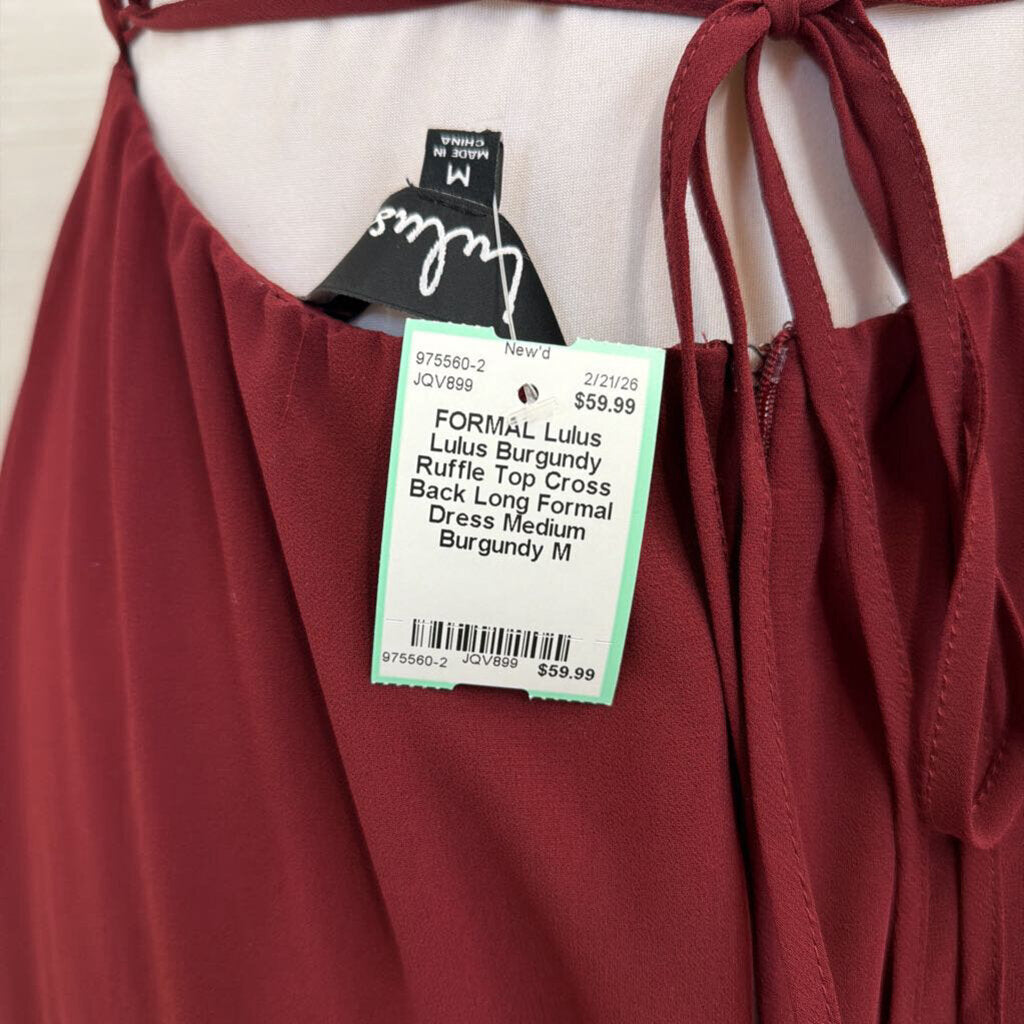 MADE IN
CHINA
M
Lulus
New'd
975560-2
2/21/26
JQV899
$59.99
FORMAL Lulus
Lulus Burgundy
Ruffle Top Cross
Back Long Formal
Dress Medium
Burgundy M
975560-2 JQV899 $59.99